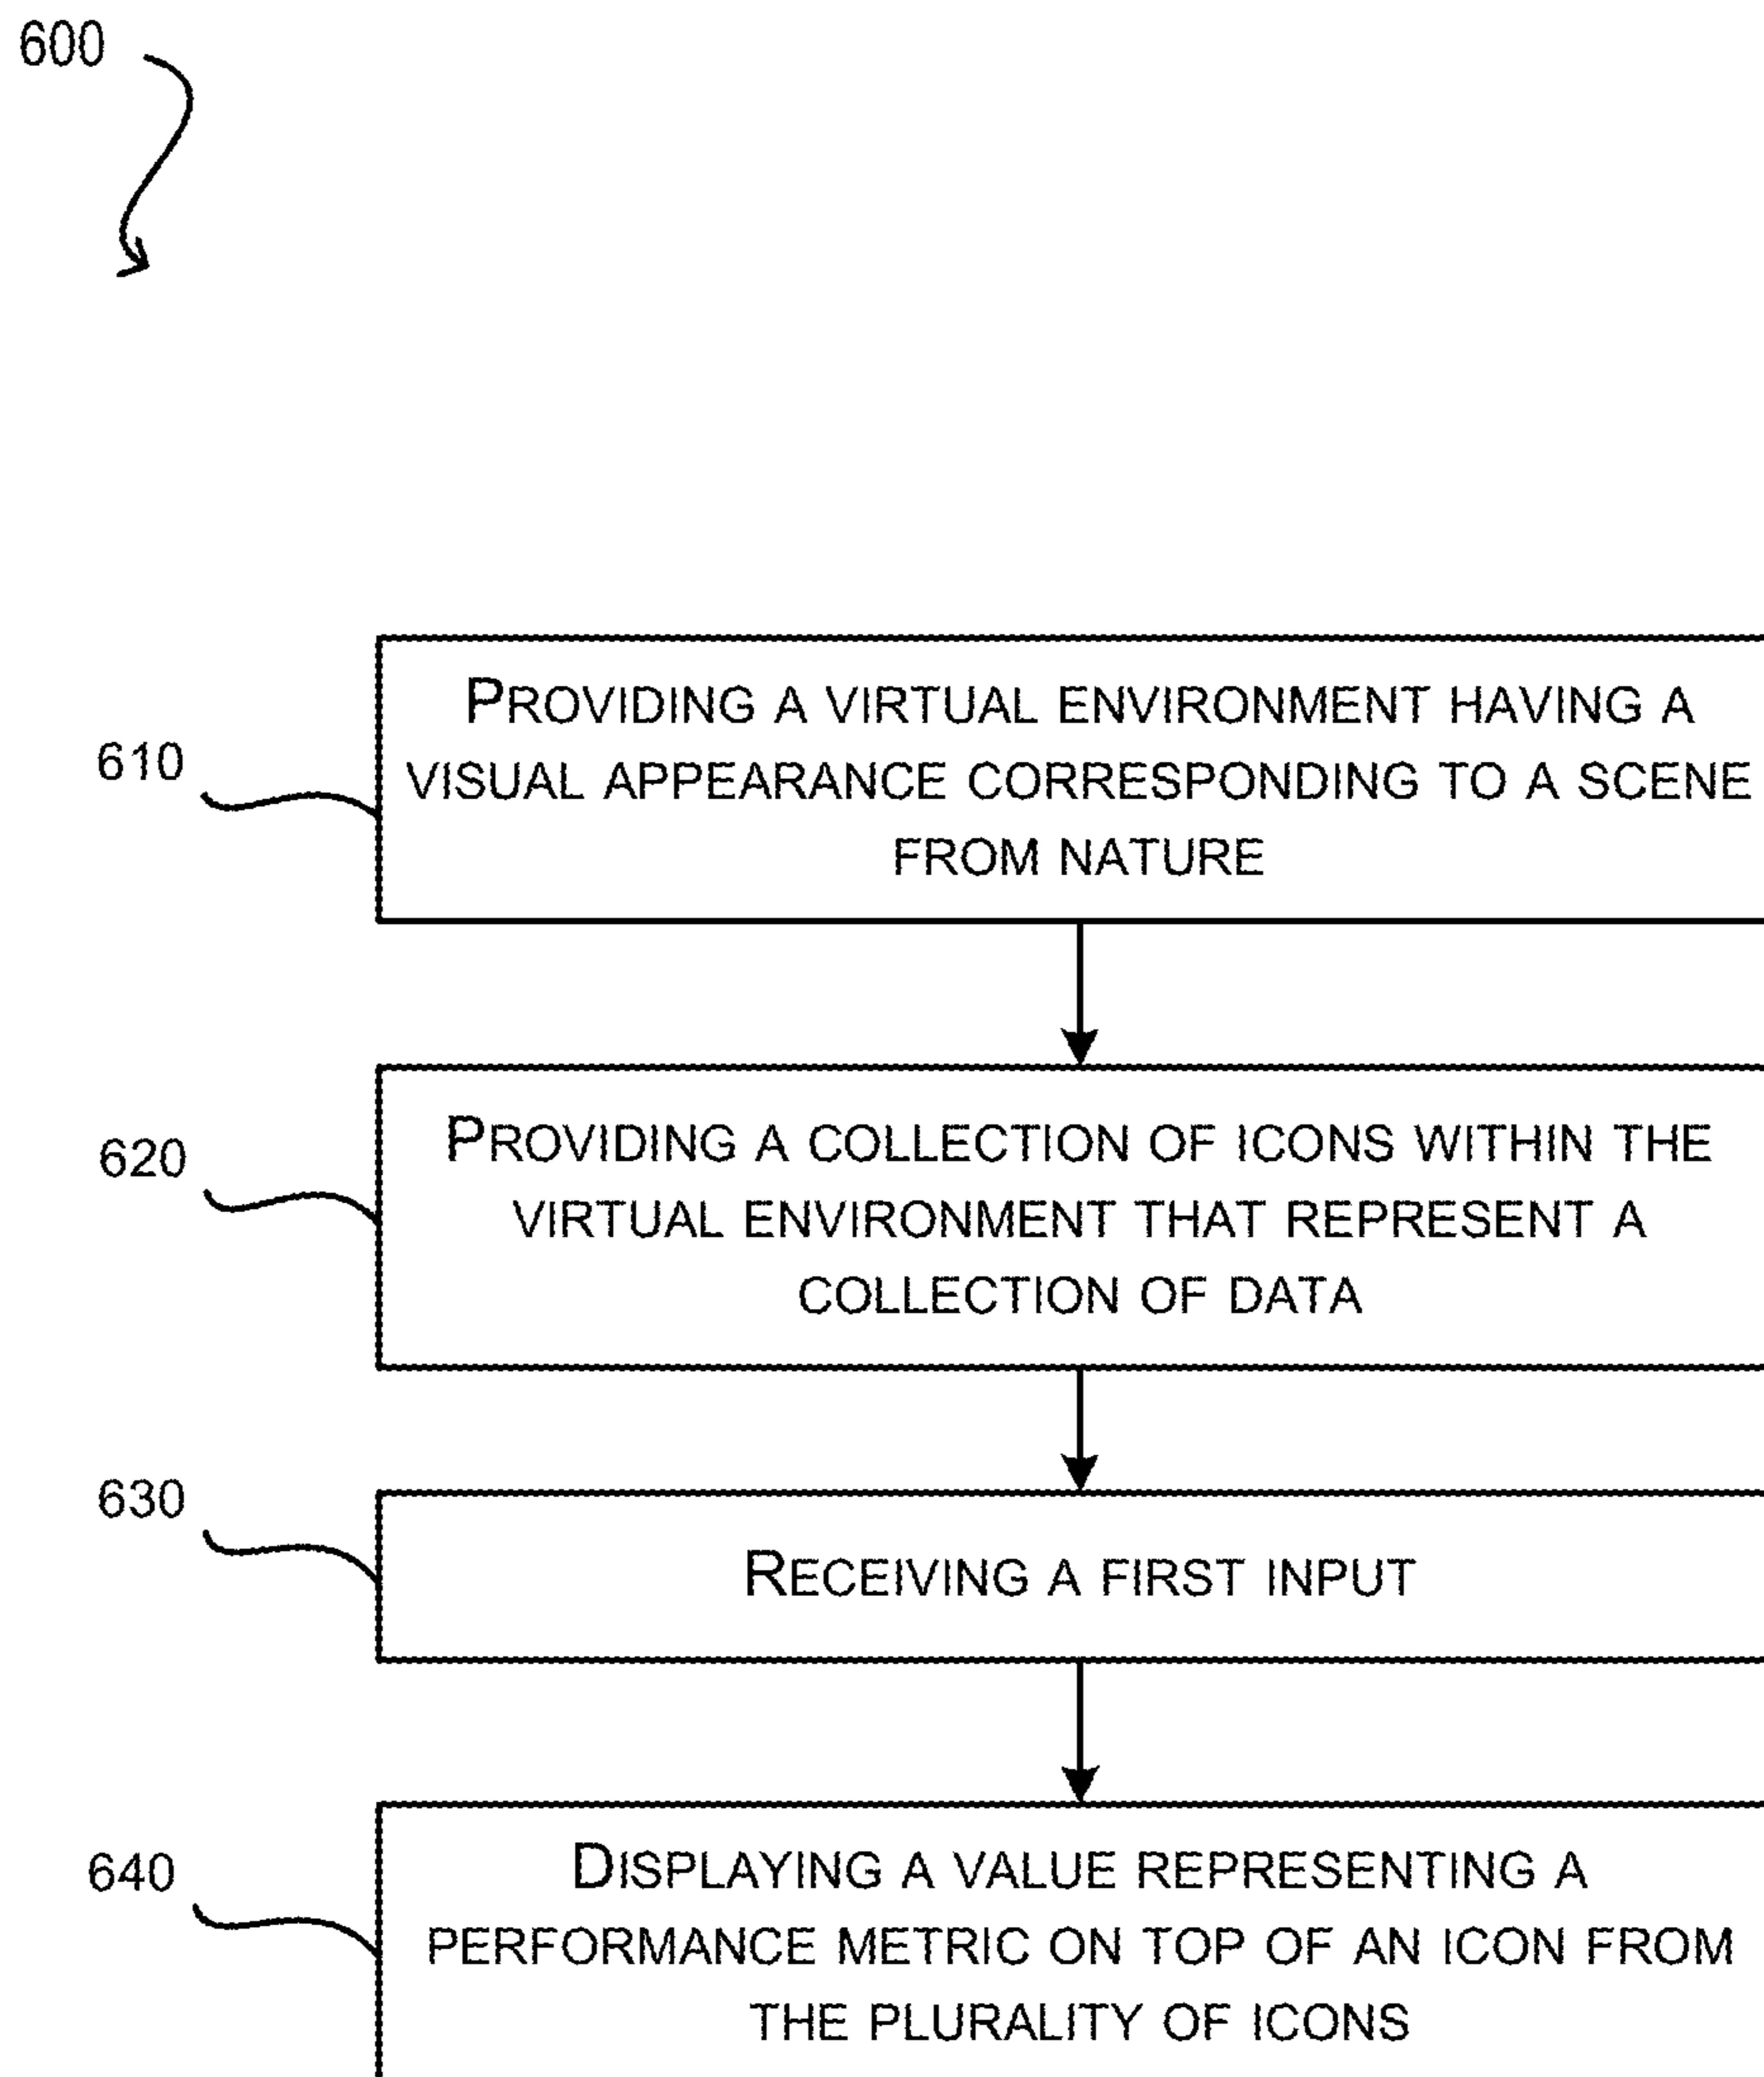 600
610
PROVIDING A VIRTUAL ENVIRONMENT HAVING A
VISUAL APPEARANCE CORRESPONDING TO A SCENE
FROM NATURE
620
PROVIDING A COLLECTION OF ICONS WITHIN THE
VIRTUAL ENVIRONMENT THAT REPRESENT A
COLLECTION OF DATA
630
RECEIVING A FIRST INPUT
640
DISPLAYING A VALUE REPRESENTING A
PERFORMANCE METRIC ON TOP OF AN ICON FROM
THE PLURALITY OF ICONS